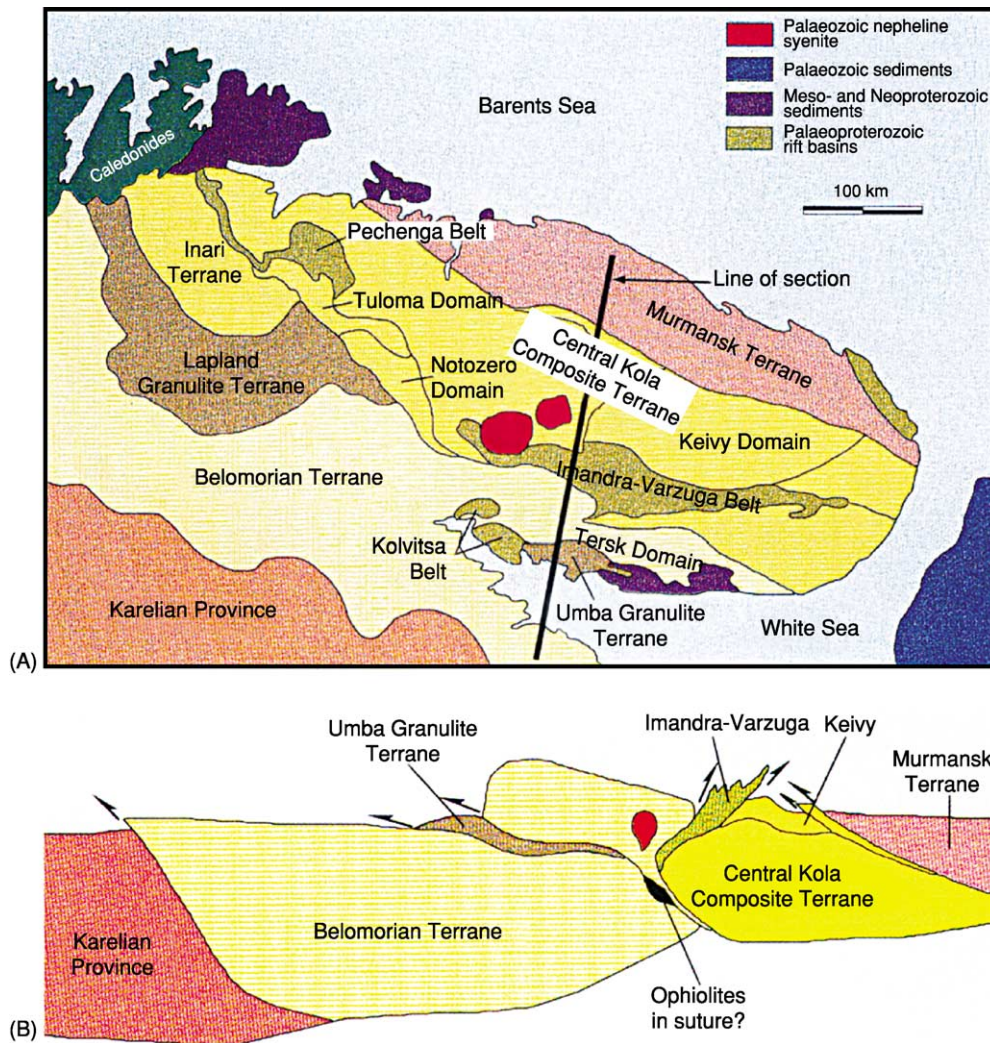 Palaeozoic nepheline
syenite
Palaeozoic sediments
Meso- and Neoproterozoic
sediments
Palaeoproterozoic
rift basins
100 km
Barents Sea
Caledonides
Pechenga Belt
Inari
Terrane
Tuloma Domain
Line of section
Murmansk Terrane
Lapland
Granulite Terrane
Notozero
Domain
Central Kola
Composite Terrane
Keivy Domain
Belomorian Terrane
Imandra-Varzuga Belt
Kolvitsa
Belt
Tersk Domain
Karelian Province
Umba Granulite
Terrane
White Sea
(A)
Umba Granulite
Terrane
Imandra-Varzuga
Keivy
Murmansk
Terrane
Central Kola
Composite Terrane
Belomorian Terrane
Karelian
Province
Ophiolites
in suture?
(B)